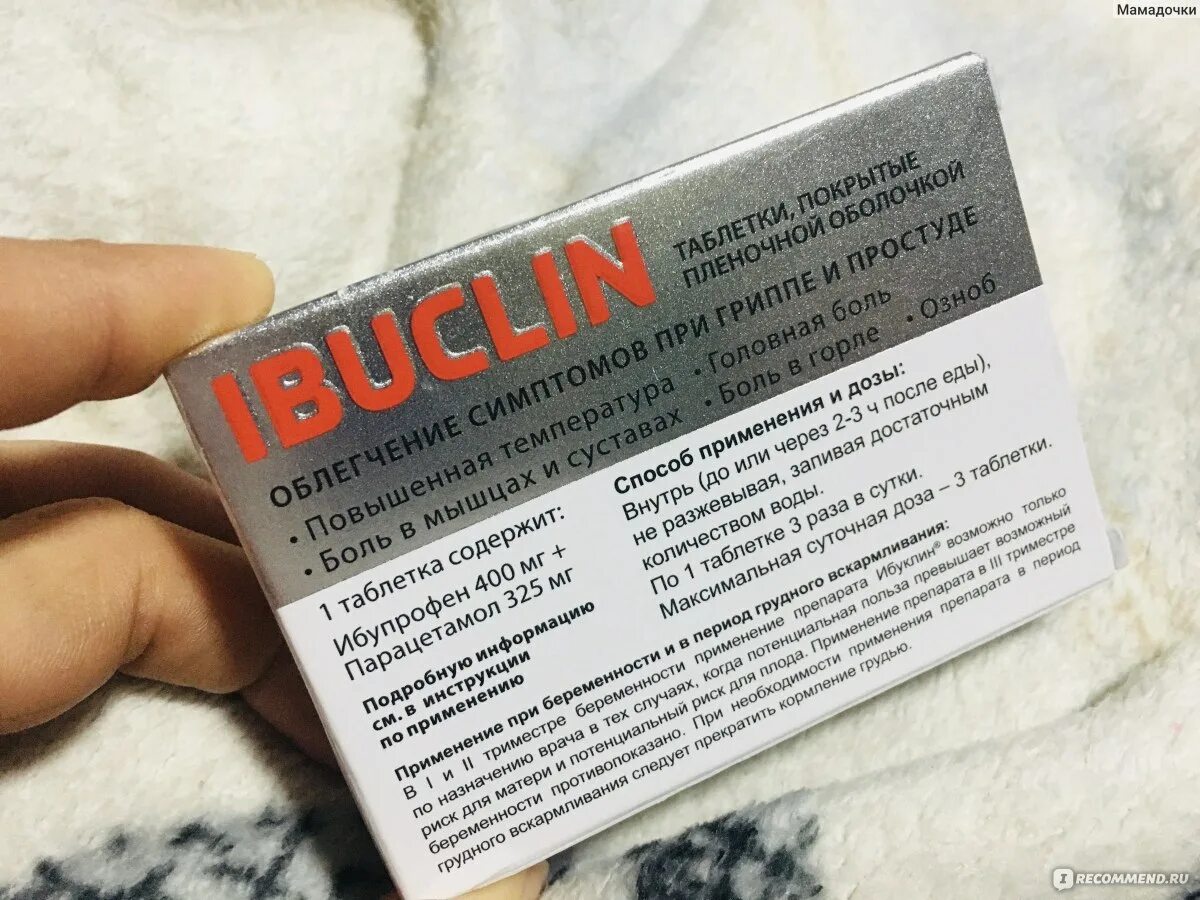 Мамадочки
IBUCLIN
ТАБЛЕТКИ, ПОКРЫТЫЕ
ПЛЕНОЧНОЙ ОБОЛОЧКОЙ
ОБЛЕГЧЕНИЕ СИМПТОМОВ ПРИ ГРИППЕ И ПРОСТУДЕ
• Повышенная температура • Головная боль
• Боль в мышцах и суставах • Боль в горле • Озноб
1 таблетка содержит:
Ибупрофен 400 мг +
Парацетамол 325 мг
Подробную информацию
см. в инструкции
по применению
Способ применения и дозы:
Внутрь (до или через 2-3 ч после еды),
не разжевывая, запивая достаточным
количеством воды.
По 1 таблетке 3 раза в сутки.
Максимальная суточная доза – 3 таблетки.
Применение при беременности и в период грудного вскармливания:
В I и II триместре беременности применение препарата Ибуклин® возможно только
по назначению врача в тех случаях, когда потенциальная польза превышает возможный
риск для матери и потенциальный риск для плода. Применение препарата в III триместре
беременности противопоказано. При необходимости применения препарата в период
грудного вскармливания следует прекратить кормление грудью.
IRECOMMEND.RU